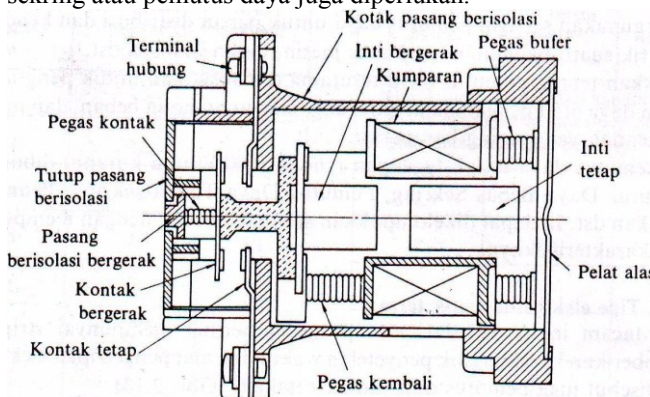 sekring atau pemutus daya juga diperlukan.
Kotak pasang berisolasi
Terminal
hubung
Inti bergerak
Pegas bufer
Kumparan
Pegas kontak
Tutup pasang
berisolasi
Inti
tetap
Pasang
berisolasi bergerak
Kontak
bergerak
Pelat alas
Kontak tetap
Pegas kembali